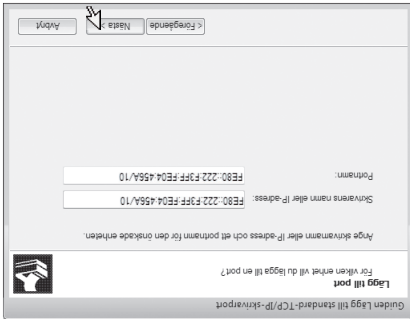 Guiden Lägg till standard-TCP/IP-skrivarport
Lägg till port
För vilken enhet vill du lägga till en port?
Ange skrivarnamn eller IP-adress och ett portnamn för den önskade enheten.
Skrivarens namn eller IP-adress: FE80::222:F3FF:FE04:456A/10
Portnamn: FE80::222:F3FF:FE04:456A/10
< Föregående Nästa > Avbryt